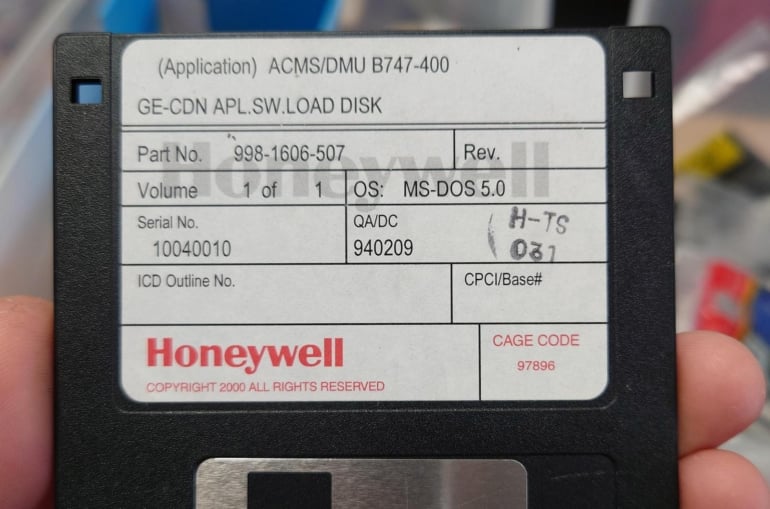 (Application) ACMS/DMU B747-400
GE-CDN APL.SW.LOAD DISK
Part No. 998-1606-507 Rev.
Volume 1 of 1 OS: MS-DOS 5.0
Honeywell
Serial No. QA/DC H-TS
10040010 940209 031
ICD Outline No. CPCI/Base#
Honeywell CAGE CODE
COPYRIGHT 2000 ALL RIGHTS RESERVED 97896